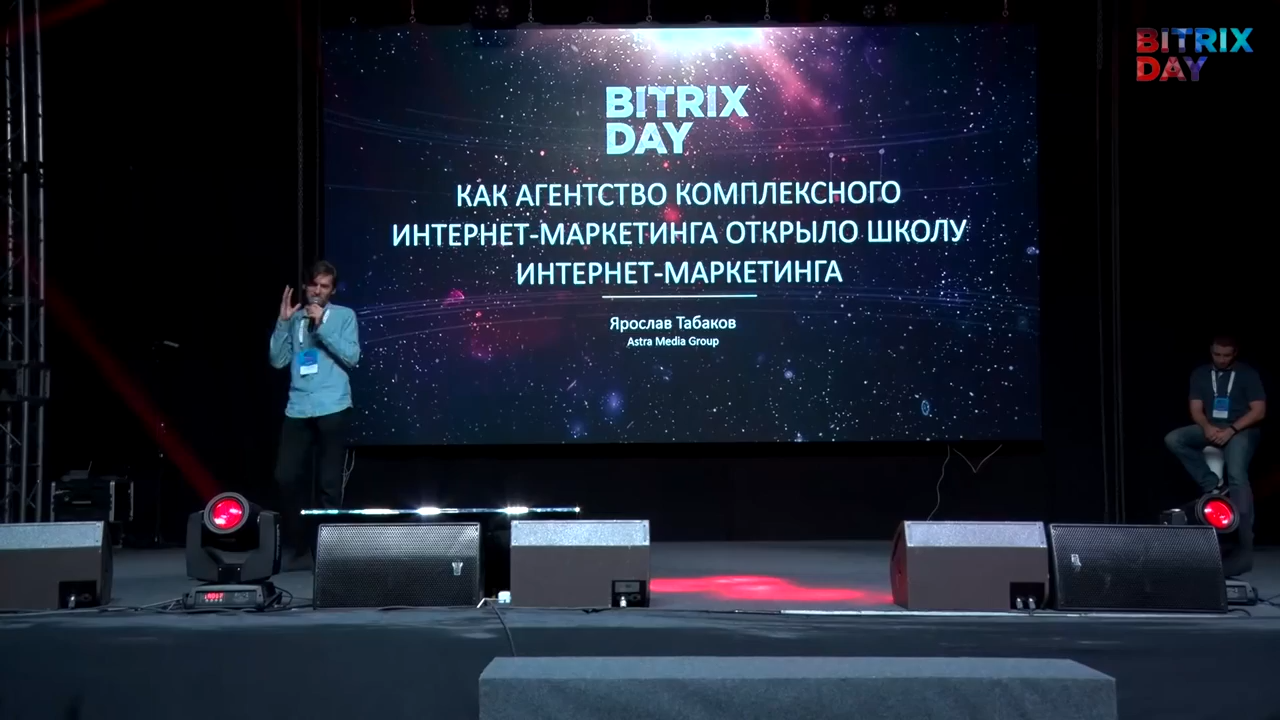 BITRIX
DAY
BITRIX
DAY
КАК АГЕНТСТВО КОМПЛЕКСНОГО
ИНТЕРНЕТ-МАРКЕТИНГА ОТКРЫЛО ШКОЛУ
ИНТЕРНЕТ-МАРКЕТИНГА
Ярослав Табаков
Astra Media Group